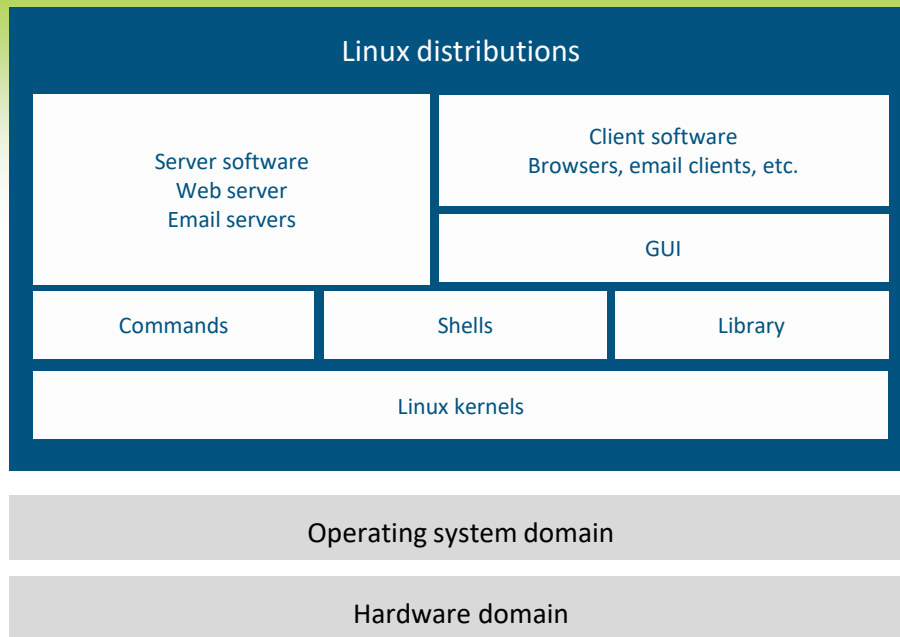 Linux distributions
Server software
Web server
Email servers
Client software
Browsers, email clients, etc.
GUI
Commands
Shells
Library
Linux kernels
Operating system domain
Hardware domain